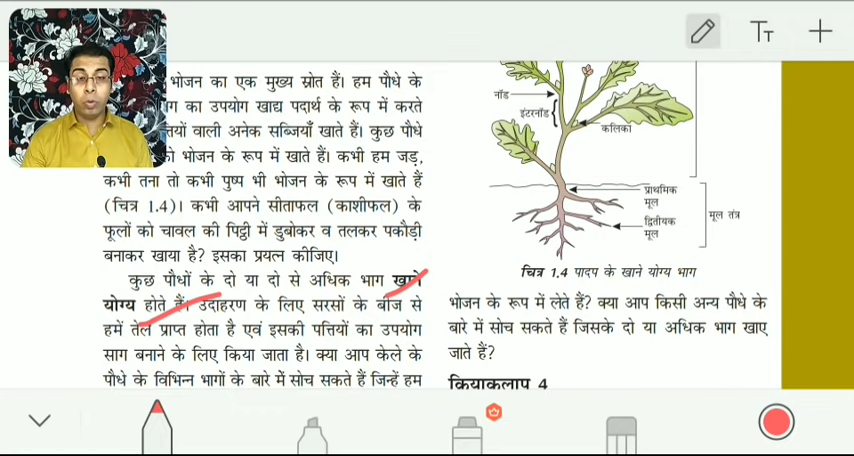 भोजन का एक मुख्य स्रोत हैं। हम पौधे के
का उपयोग खाद्य पदार्थ के रूप में करते
वाली अनेक सब्जियाँ खाते हैं। कुछ पौधे
को भोजन के रूप में खाते हैं। कभी हम जड़,
कभी तना तो कभी पुष्प भी भोजन के रूप में खाते हैं
(चित्र 1.4)। कभी आपने सीताफल (काशीफल) के
फूलों को चावल की पिट्ठी में डुबोकर व तलकर पकौड़ी
बनाकर खाया है? इसका प्रयत्न कीजिए।
कुछ पौधों के दो या दो से अधिक भाग खाने
योग्य होते हैं। उदाहरण के लिए सरसों के बीज से
हमें तेल प्राप्त होता है एवं इसकी पत्तियों का उपयोग
साग बनाने के लिए किया जाता है। क्या आप केले के
पौधे के विभिन्न भागों के बारे में सोच सकते हैं जिन्हें हम
नॉड
इंटरनॉड
कलिका
प्राथमिक
मूल
द्वितीयक
मूल
मूल तंत्र
चित्र 1.4 पादप के खाने योग्य भाग
भोजन के रूप में लेते हैं? क्या आप किसी अन्य पौधे के
बारे में सोच सकते हैं जिसके दो या अधिक भाग खाए
जाते हैं?
क्रियाकलाप 4
TT